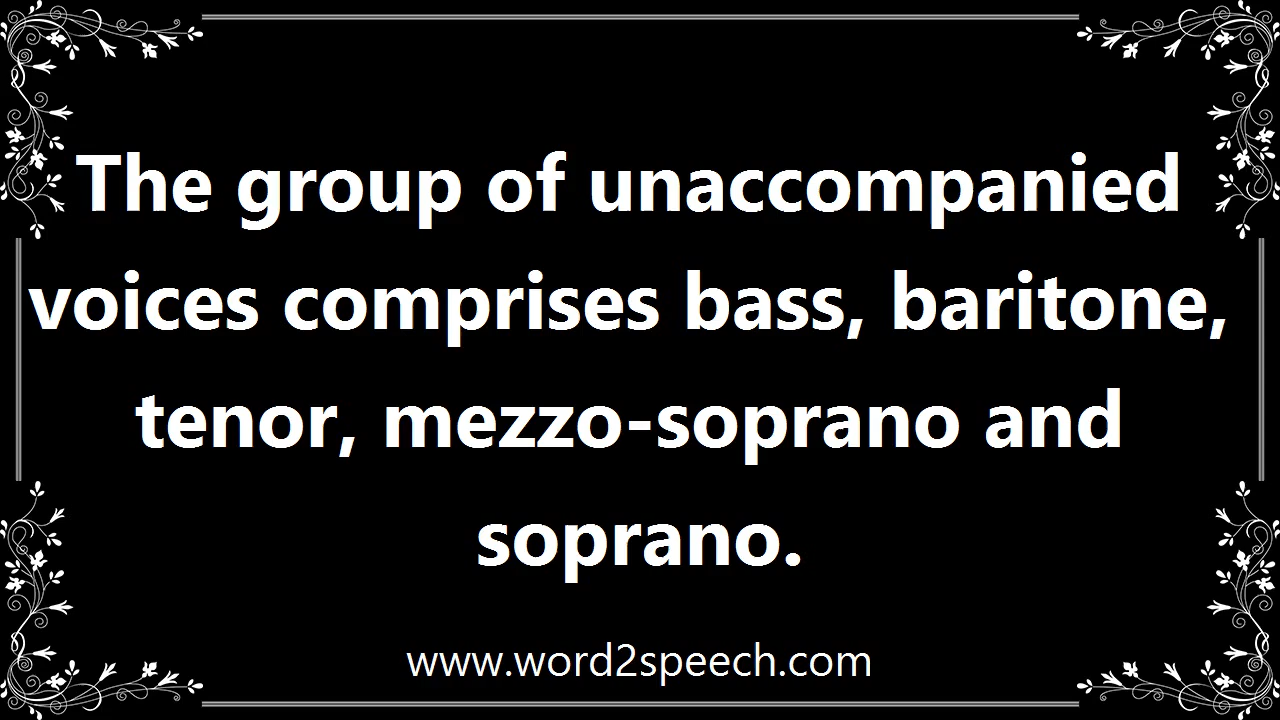 The group of unaccompanied
voices comprises bass, baritone,
tenor, mezzo-soprano and
soprano.
www.word2speech.com